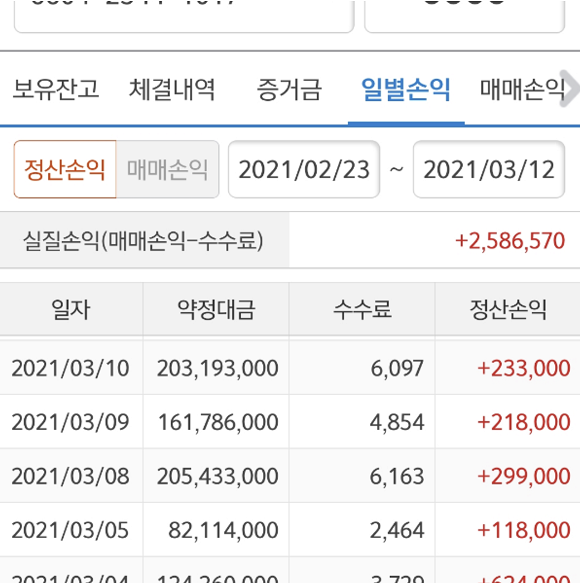 보유잔고 체결내역 증거금 일별손익 매매손익
정산손익 매매손익 2021/02/23 ~ 2021/03/12
실질손익(매매손익-수수료) +2,586,570
일자 약정대금 수수료 정산손익
2021/03/10 203,193,000 6,097 +233,000
2021/03/09 161,786,000 4,854 +218,000
2021/03/08 205,433,000 6,163 +299,000
2021/03/05 82,114,000 2,464 +118,000
2021/03/04 124,260,000 3,729 +624,000